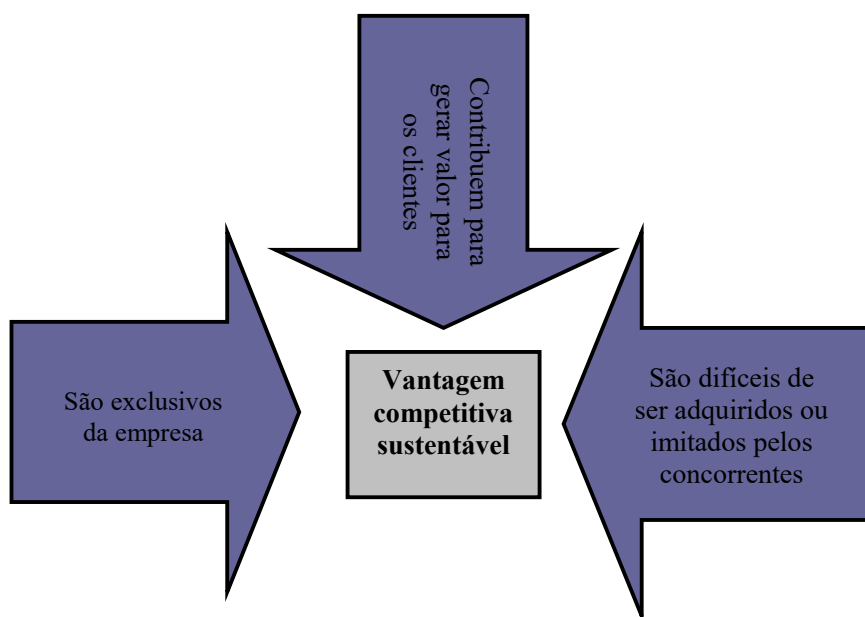 Contribuem para
gerar valor para
os clientes
São exclusivos
da empresa
Vantagem
competitiva
sustentável
São difíceis de
ser adquiridos ou
imitados pelos
concorrentes